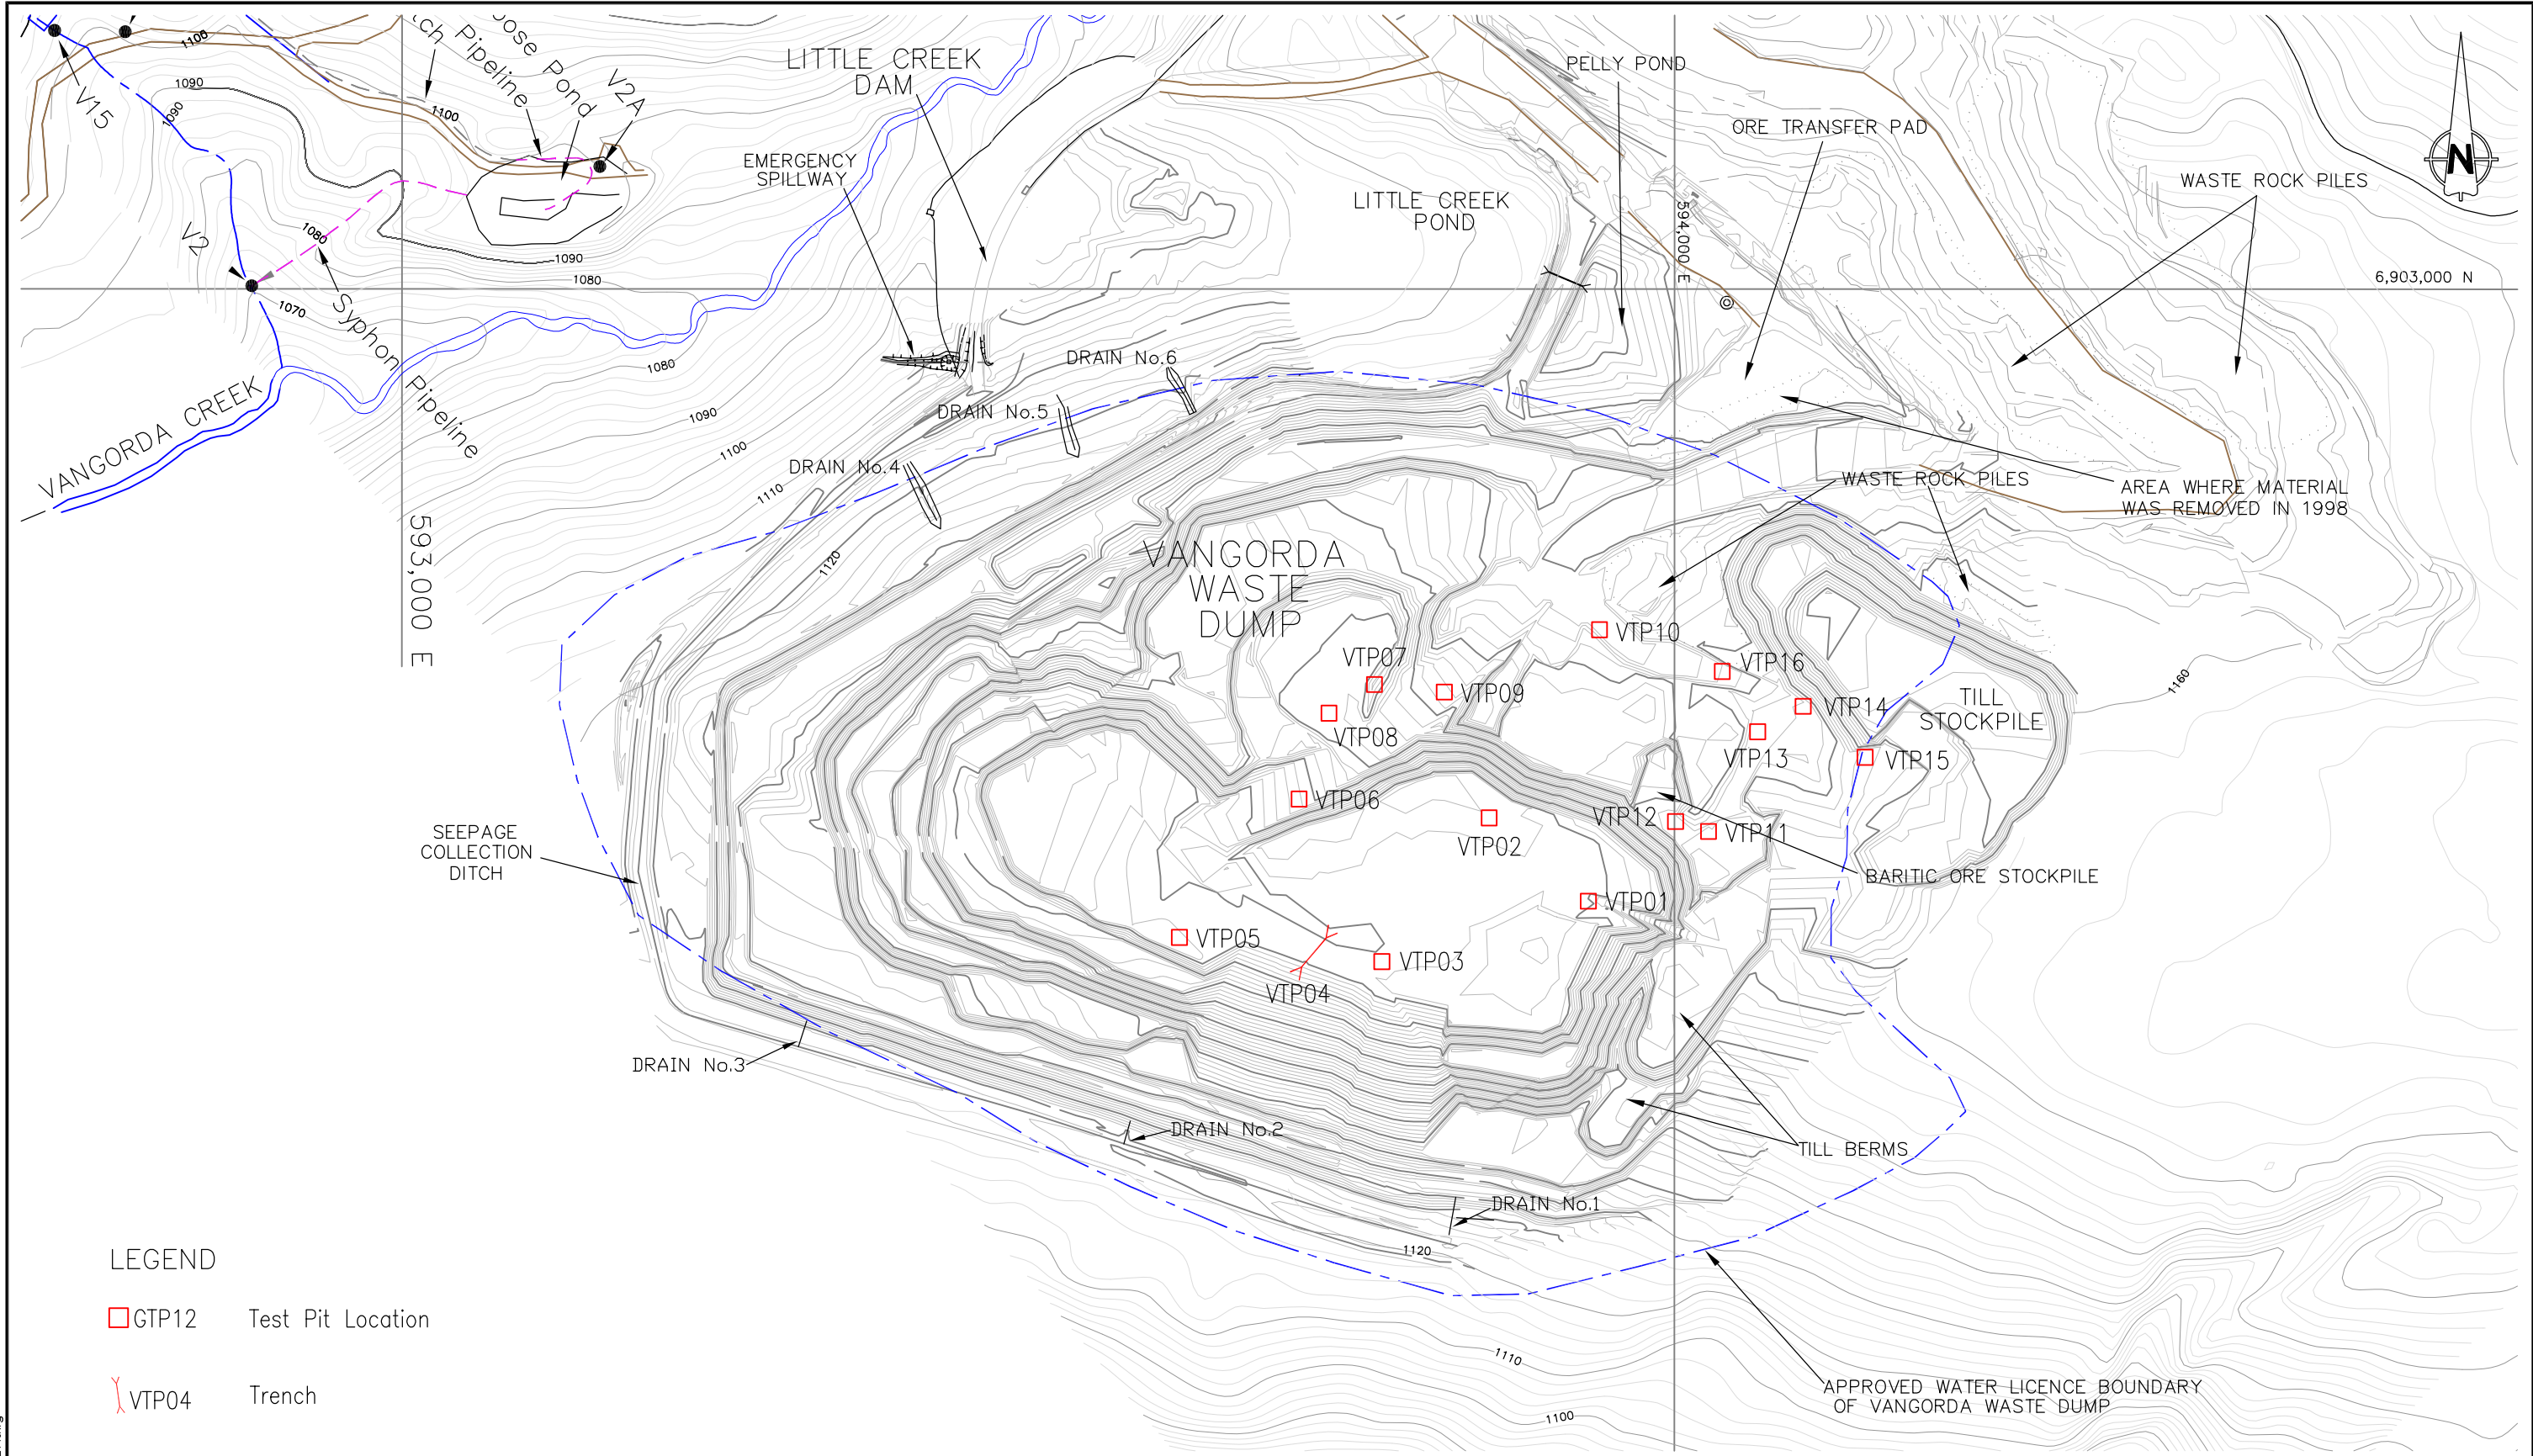 1100
1090
1090
V15
Pipeline
Pond
V2A
1100
LITTLE CREEK
DAM
EMERGENCY
SPILLWAY
PELLY POND
ORE TRANSFER PAD
WASTE ROCK PILES
N
LITTLE CREEK
POND
594,000 E
6,903,000 N
V2
1080
1090
1080
1070
Syphon Pipeline
1080
VANGORDA CREEK
1090
1100
1110
1120
593,000 E
DRAIN No.6
DRAIN No.5
DRAIN No.4
WASTE ROCK PILES
AREA WHERE MATERIAL
WAS REMOVED IN 1998
VANGORDA
WASTE
DUMP
VTP10
VTP07
VTP16
VTP09
VTP14
VTP08
VTP13
VTP15
TILL
STOCKPILE
1160
VTP06
VTP12
VTP11
VTP02
BARITIC ORE STOCKPILE
SEEPAGE
COLLECTION
DITCH
VTP01
VTP05
VTP03
VTP04
DRAIN No.3
DRAIN No.2
TILL BERMS
DRAIN No.1
1120
1110
1100
APPROVED WATER LICENCE BOUNDARY
OF VANGORDA WASTE DUMP
LEGEND
GTP12 Test Pit Location
VTP04 Trench